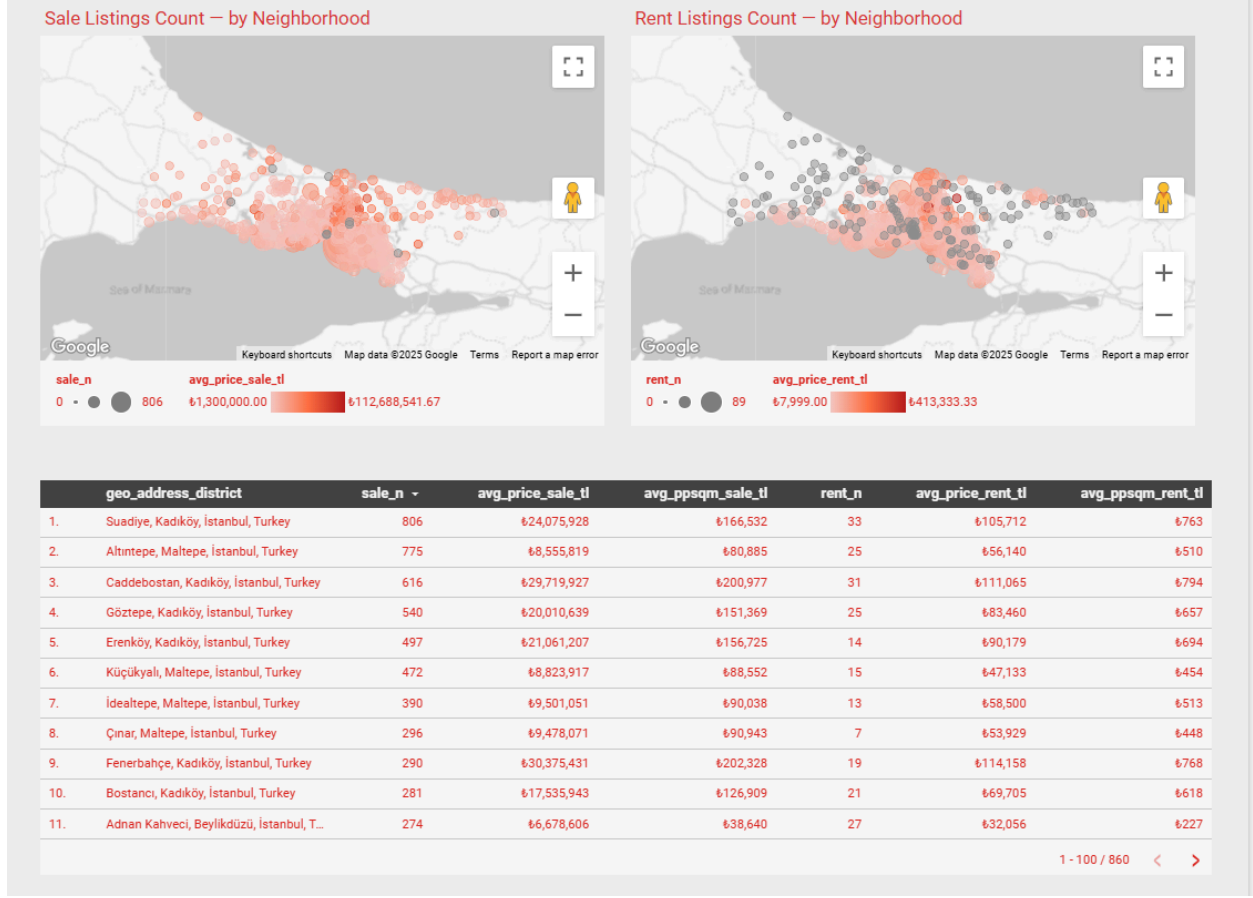 Sale Listings Count — by Neighborhood
Rent Listings Count — by Neighborhood
Sea of Marmara
Google
Keyboard shortcuts Map data ©2025 Google Terms Report a map error
Sea of Marmara
Google
Keyboard shortcuts Map data ©2025 Google Terms Report a map error
sale_n avg_price_sale_tl
0 806 ₺1,300,000.00 ₺112,688,541.67
rent_n avg_price_rent_tl
0 89 ₺7,999.00 ₺413,333.33
geo_address_district sale_n avg_price_sale_tl avg_ppsqm_sale_tl rent_n avg_price_rent_tl avg_ppsqm_rent_tl
1. Suadiye, Kadıköy, İstanbul, Turkey 806 ₺24,075,928 ₺166,532 33 ₺105,712 ₺763
2. Altıntepe, Maltepe, İstanbul, Turkey 775 ₺8,555,819 ₺80,885 25 ₺56,140 ₺510
3. Caddebostan, Kadıköy, İstanbul, Turkey 616 ₺29,719,927 ₺200,977 31 ₺111,065 ₺794
4. Göztepe, Kadıköy, İstanbul, Turkey 540 ₺20,010,639 ₺151,369 25 ₺83,460 ₺657
5. Erenköy, Kadıköy, İstanbul, Turkey 497 ₺21,061,207 ₺156,725 14 ₺90,179 ₺694
6. Küçükyalı, Maltepe, İstanbul, Turkey 472 ₺8,823,917 ₺88,552 15 ₺47,133 ₺454
7. İdealtepe, Maltepe, İstanbul, Turkey 390 ₺9,501,051 ₺90,038 13 ₺58,500 ₺513
8. Çınar, Maltepe, İstanbul, Turkey 296 ₺9,478,071 ₺90,943 7 ₺53,929 ₺448
9. Fenerbahçe, Kadıköy, İstanbul, Turkey 290 ₺30,375,431 ₺202,328 19 ₺114,158 ₺768
10. Bostancı, Kadıköy, İstanbul, Turkey 281 ₺17,535,943 ₺126,909 21 ₺69,705 ₺618
11. Adnan Kahveci, Beylikdüzü, İstanbul, T... 274 ₺6,678,606 ₺38,640 27 ₺32,056 ₺227
1 - 100 / 860